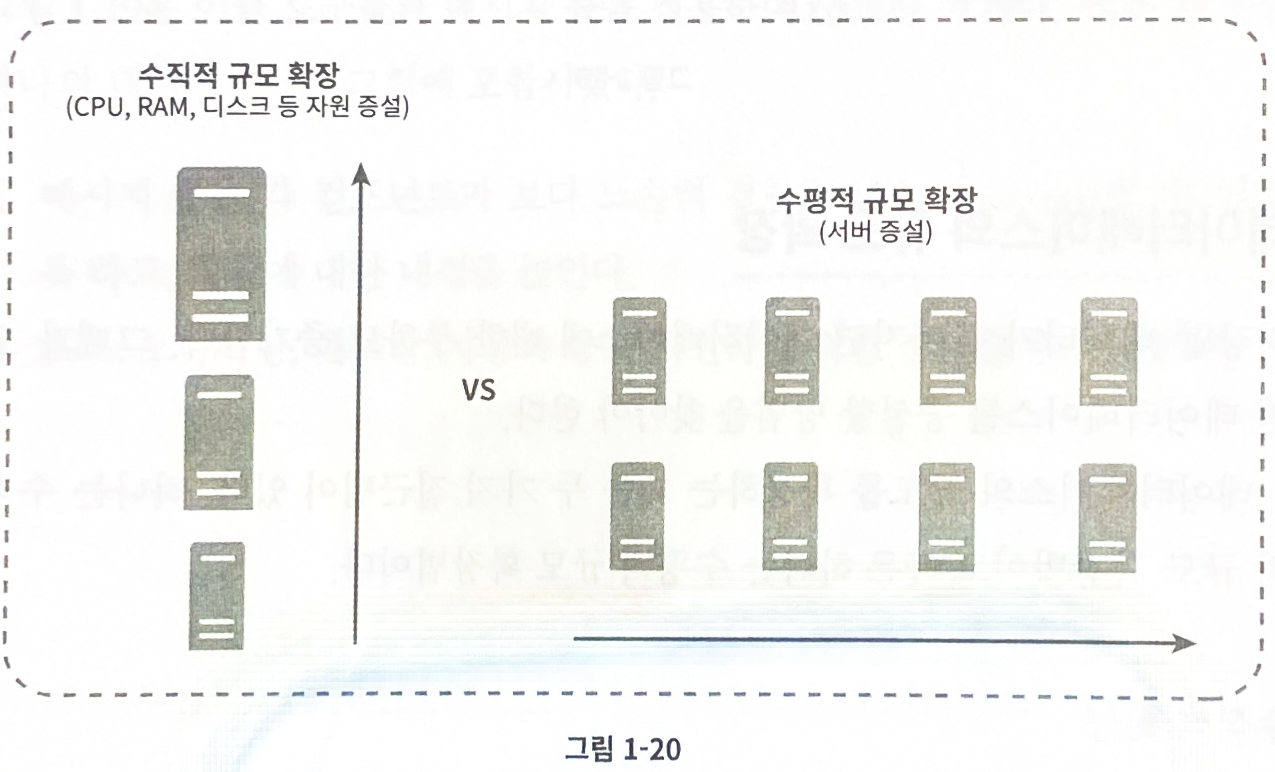 수직적 규모 확장
(CPU, RAM, 디스크 등 자원 증설)
수평적 규모 확장
(서버 증설)
VS
그림 1-20